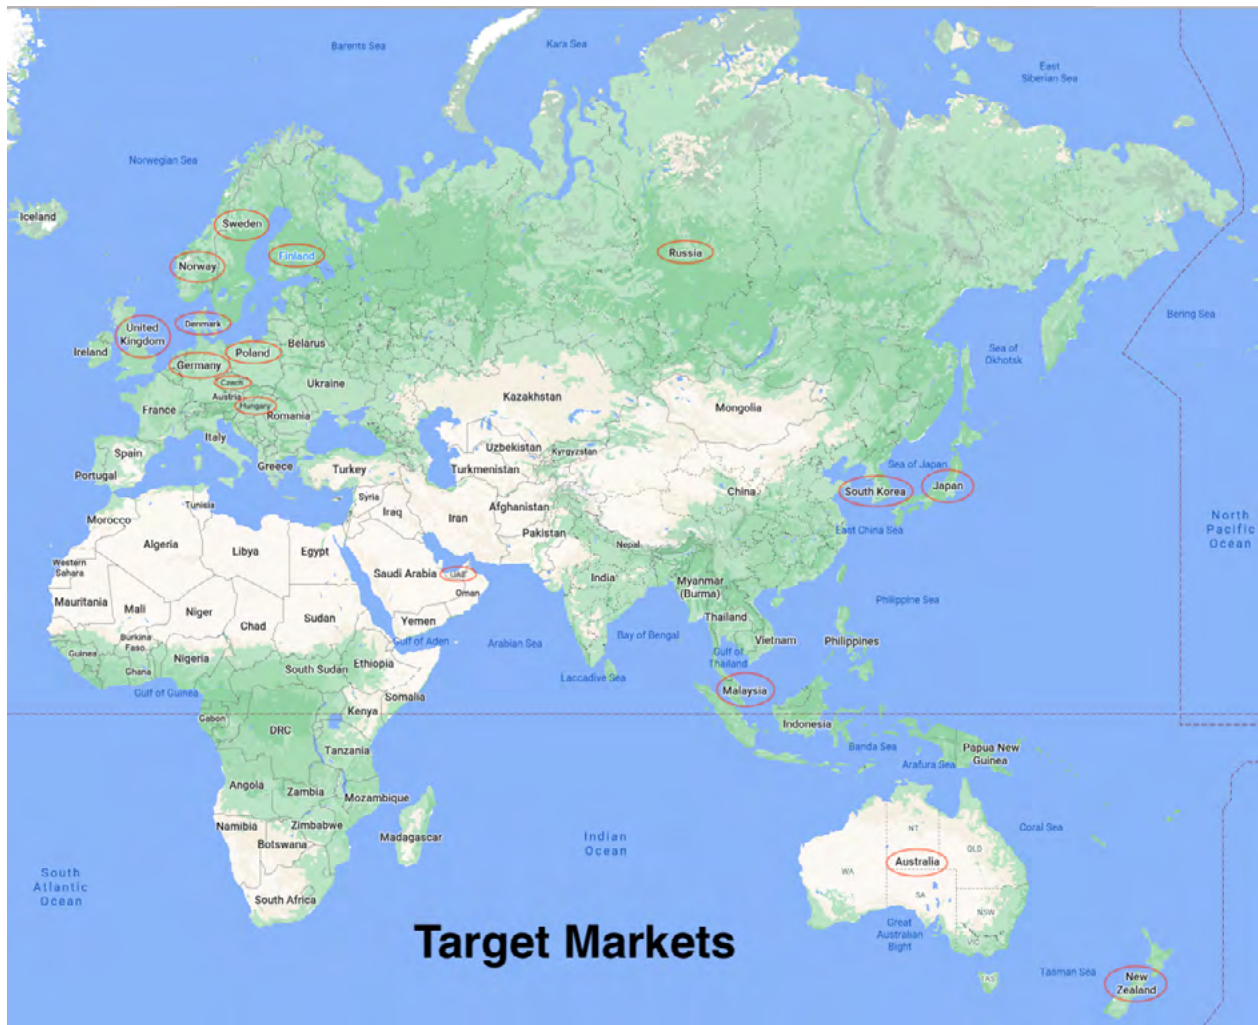 Barents Sea
Kara Sea
East
Siberian Sea
Norwegian Sea
Iceland
Sweden
Finland
Norway
Russia
United
Kingdom
Denmark
Bering Sea
Ireland
Poland
Belarus
Sea of
Okhotsk
Germany
Czech
Ukraine
Austria
Hungary
Kazakhstan
Mongolia
France
Romania
Italy
Uzbekistan
Kyrgyzstan
Spain
Portugal
Greece
Turkey
Turkmenistan
Sea of Japan
China
South Korea
Japan
Syria
Tunisia
Iraq
Iran
Afghanistan
Morocco
Pakistan
East China Sea
North
Pacific
Ocean
Algeria
Libya
Egypt
Nepal
Western
Sahara
Saudi Arabia
UAE
India
Myanmar
(Burma)
Oman
Mauritania
Mali
Niger
Chad
Sudan
Yemen
Thailand
Philippine Sea
Burkina
Faso
Gulf of Aden
Arabian Sea
Bay of Bengal
Vietnam
Philippines
Guinea
Ghana
Nigeria
South Sudan
Ethiopia
Gulf of
Thailand
Laccadive Sea
Gulf of Guinea
Somalia
Malaysia
Gabon
Kenya
DRC
Indonesia
Tanzania
Banda Sea
Papua New
Guinea
Arafura Sea
Angola
Zambia
Mozambique
Namibia
Zimbabwe
Botswana
Madagascar
Indian
Ocean
NT
Coral Sea
QLD
Australia
WA
SA
South
Atlantic
Ocean
South Africa
NSW
Great
Australian
Bight
VIC
Target Markets
TAS
Tasman Sea
New
Zealand